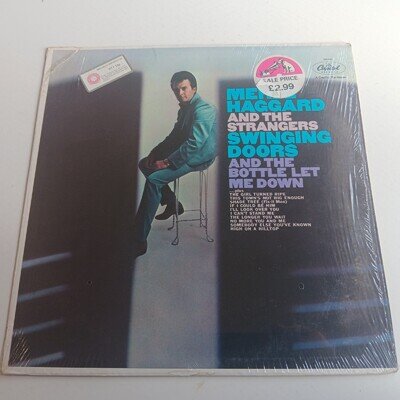 SALE PRICE
£2.99
Capitol
HAGGARD
AND THE
STRANGERS
SWINGING
DOORS
AND THE
BOTTLE LET
ME DOWN
THE GIRL TURNED RIPE
THIS TOWN'S NOT BIG ENOUGH
SHADE TREE (Fix-It Man)
IF I COULD BE HIM
I'LL LOOK OVER YOU
I CAN'T STAND ME
THE LONGER YOU WAIT
NO MORE YOU AND ME
SOMEBODY ELSE YOU'VE KNOWN
HIGH ON A HILLTOP